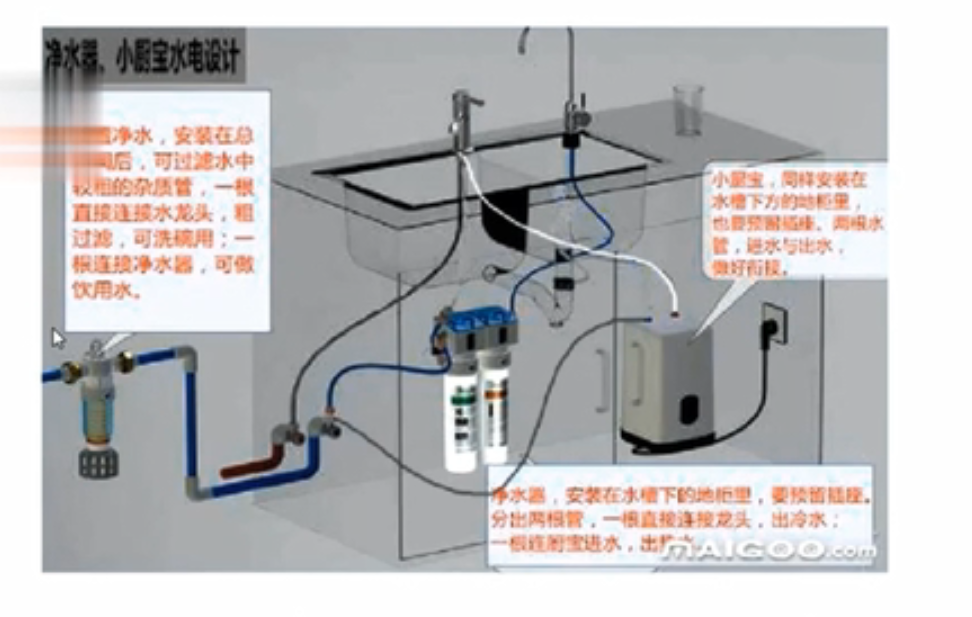 净水器、小厨宝水电设计
净水，安装在总
后，可过滤水中
较粗的杂质管，一根
直接连接水龙头，粗
过滤，可洗碗用；一
根连接净水器，可做
饮用水。
小厨宝，同样安装在
水槽下方的地柜里，
也要预留插座。两根水
管，进水与出水，
做好衔接。
净水器，安装在水槽下的地柜里，要预留插座。
分出两根管，一根直接连接龙头，出冷水；
一根连厨宝进水，出
MAIGOO.com